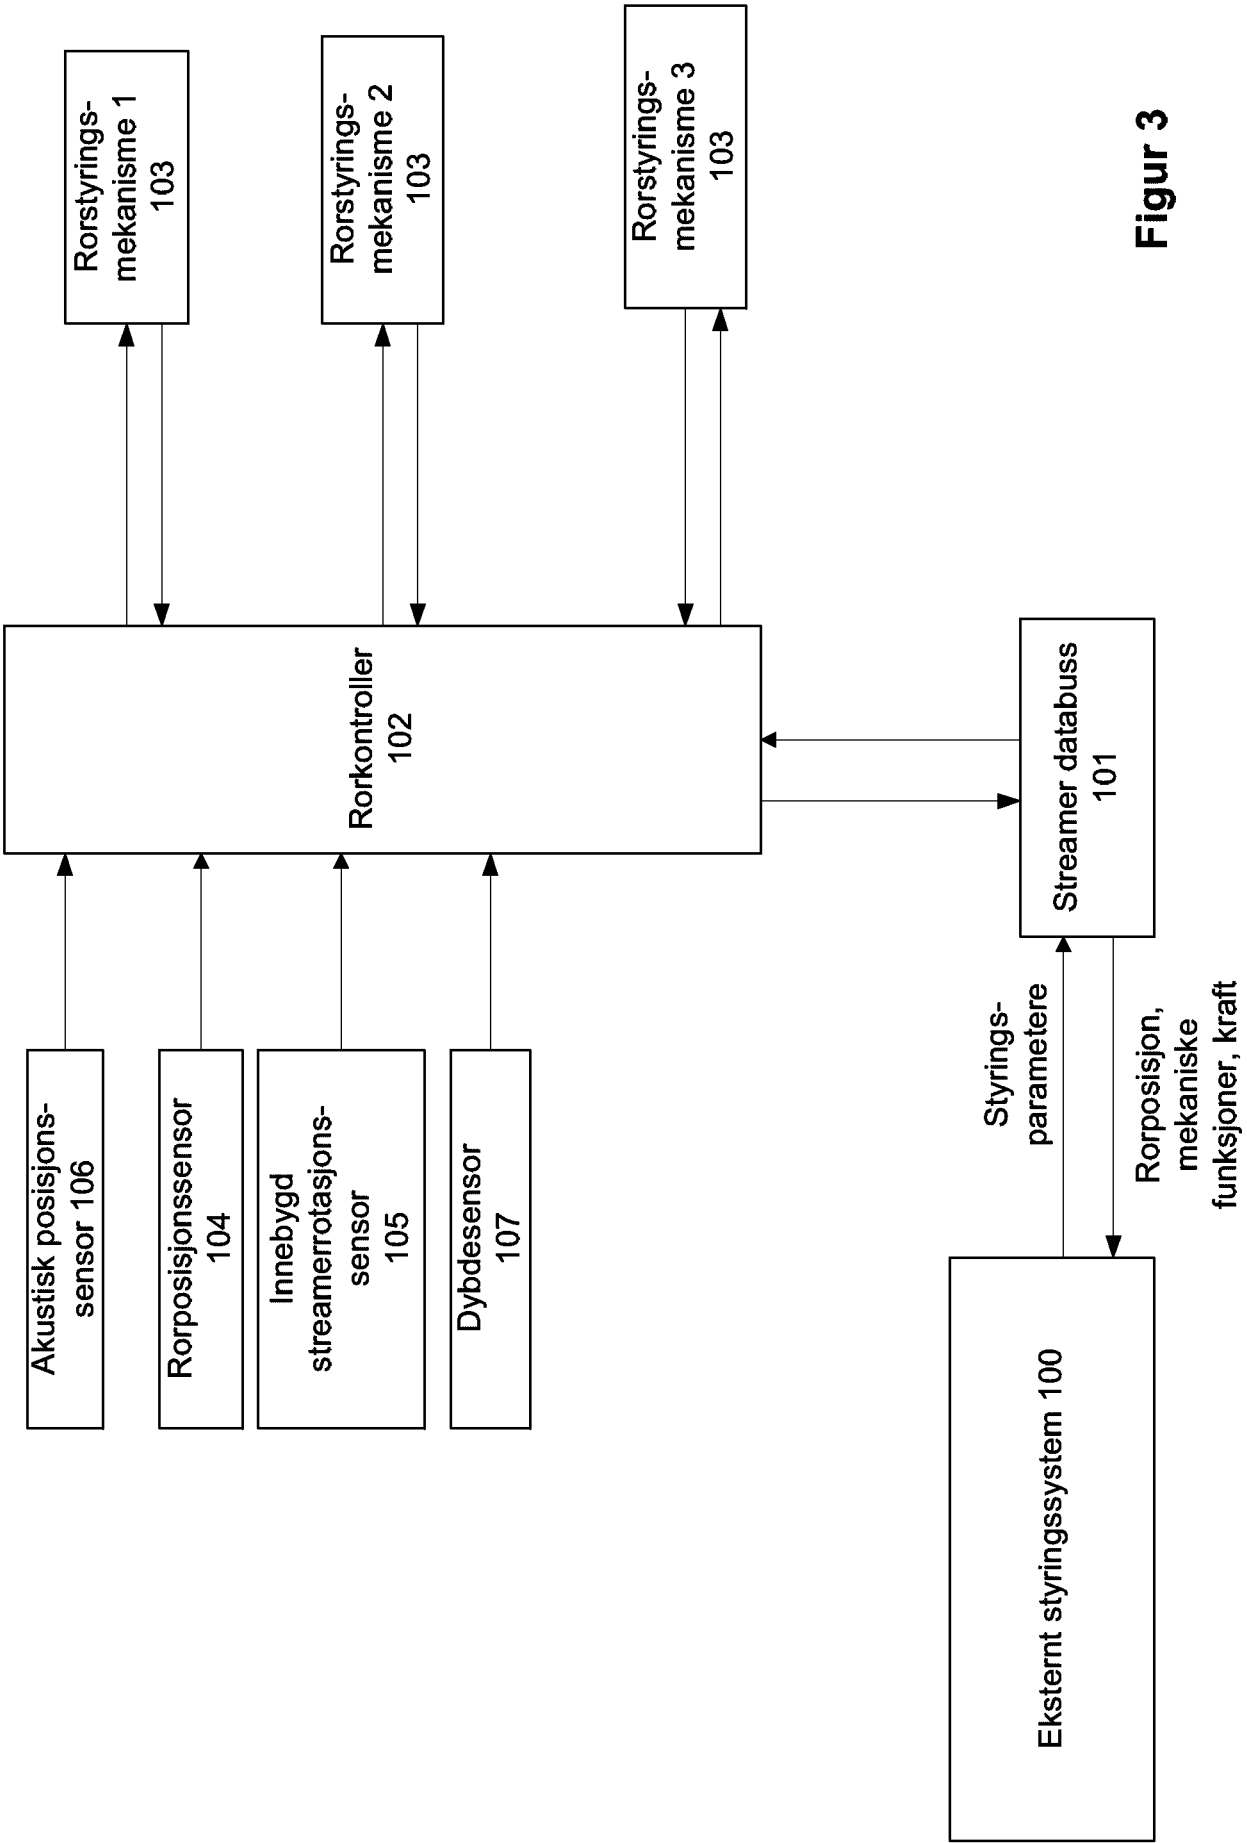 Akustisk posisjons-
sensor 106
Rorposisjonssensor
104
Innebygd
streamerrotasjons-
sensor
105
Dybdesensor
107
Rorkontroller
102
Rorstyrings-
mekanisme 1
103
Rorstyrings-
mekanisme 2
103
Rorstyrings-
mekanisme 3
103
Eksternt styringssystem 100
Styrings-
parametere
Rorposisjon,
mekaniske
funksjoner, kraft
Streamer databuss
101
Figur 3